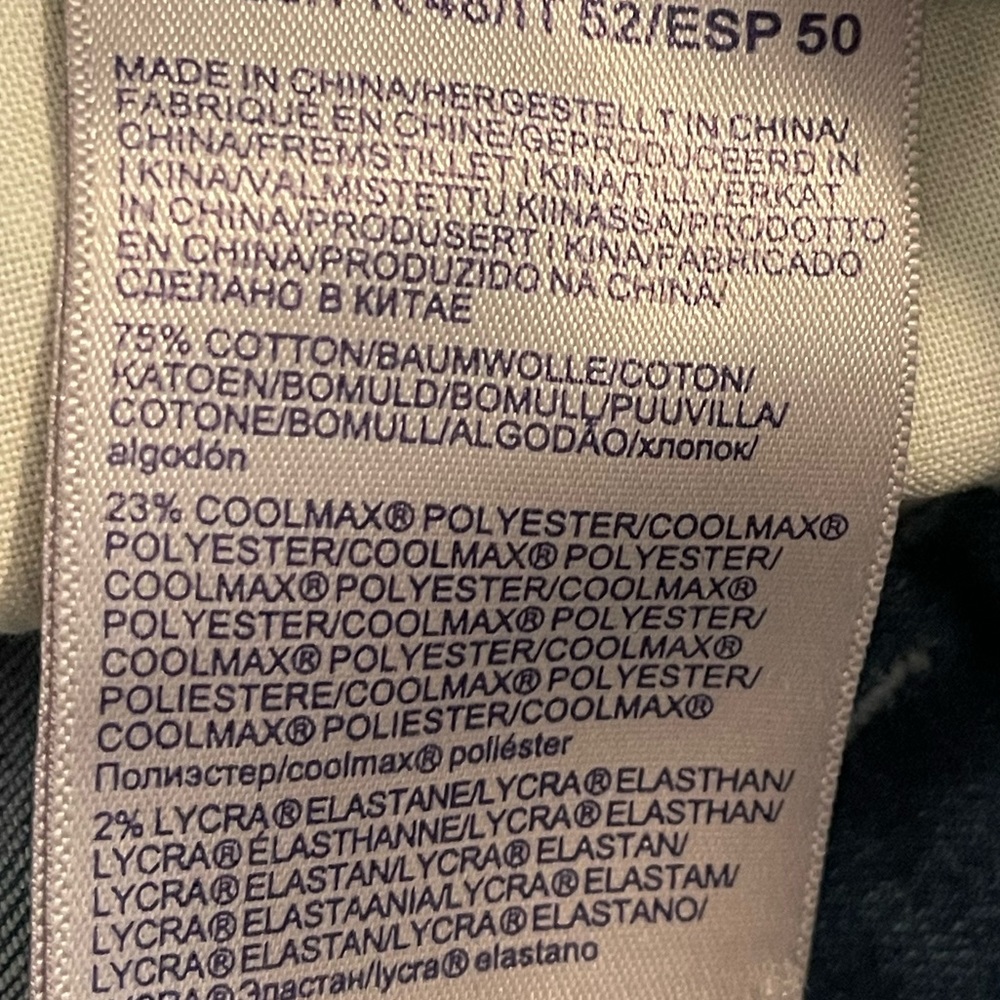 48/IT 52/ESP 50
MADE IN CHINA/HERGESTELLT IN CHINA/
FABRIQUÉ EN CHINE/GEPRODUCEERD IN
CHINA/FREMSTILLET I KINA/TILLVERKAT
I KINA/VALMISTETTU KIINASSA/PRODOTTO
IN CHINA/PRODUSERT I KINA/FABRICADO
EN CHINA/PRODUZIDO NA CHINA/
СДЕЛАНО В КИТАЕ
75% COTTON/BAUMWOLLE/COTON/
KATOEN/BOMULD/BOMULL/PUUVILLA/
COTONE/BOMULL/ALGODÃO/хлопок/
algodón
23% COOLMAX® POLYESTER/COOLMAX®
POLYESTER/COOLMAX® POLYESTER/
COOLMAX® POLYESTER/COOLMAX®
POLYESTER/COOLMAX® POLYESTER/
COOLMAX® POLYESTER/COOLMAX®
POLIESTERE/COOLMAX® POLYESTER/
COOLMAX® POLIESTER/COOLMAX®
Полиэстер/coolmax® poliéster
2% LYCRA® ELASTANE/LYCRA® ELASTHAN/
LYCRA® ÉLASTHANNE/LYCRA® ELASTHAN/
LYCRA® ELASTAN/LYCRA® ELASTAN/
LYCRA® ELASTAANIA/LYCRA® ELASTAM/
LYCRA® ELASTAN/LYCRA® ELASTANO/
LYCRA® Эластан/lycra® elastano